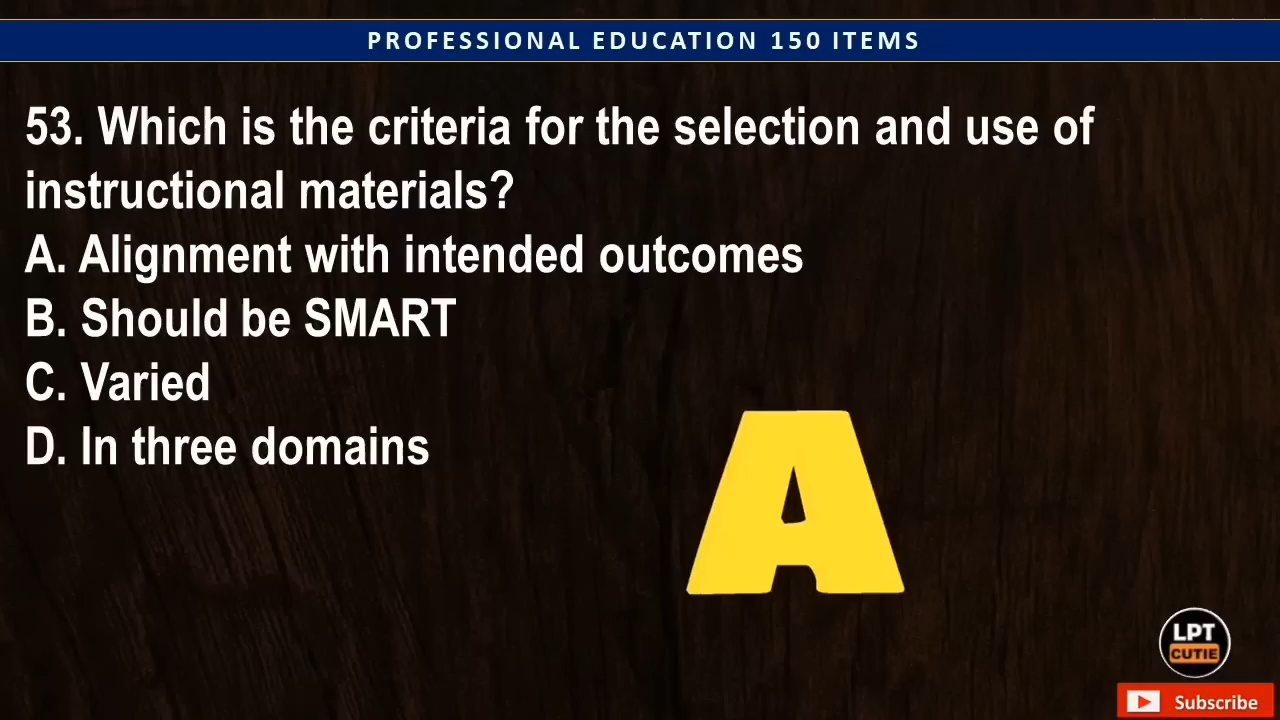 PROFESSIONAL EDUCATION 150 ITEMS
53. Which is the criteria for the selection and use of
instructional materials?
A. Alignment with intended outcomes
B. Should be SMART
C. Varied
D. In three domains
A
LPT
CUTIE
Subscribe